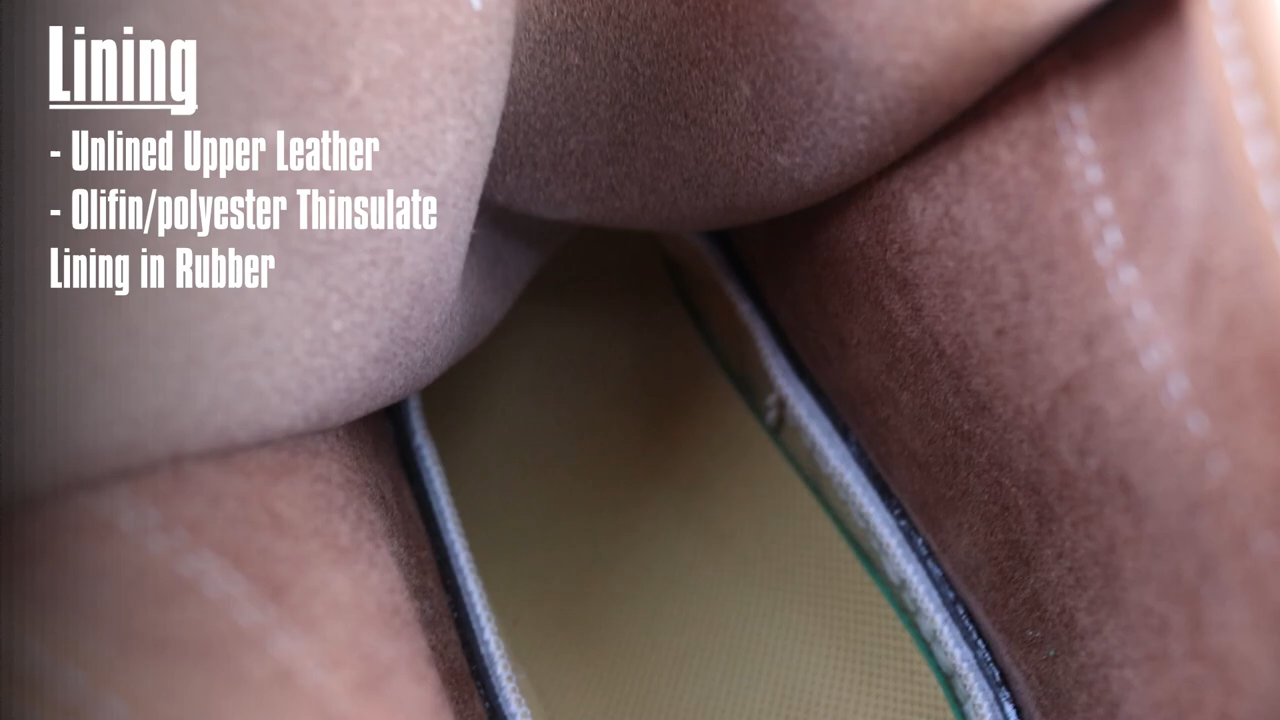 Lining
- Unlined Upper Leather
- Olifin/polyester Thinsulate
Lining in Rubber